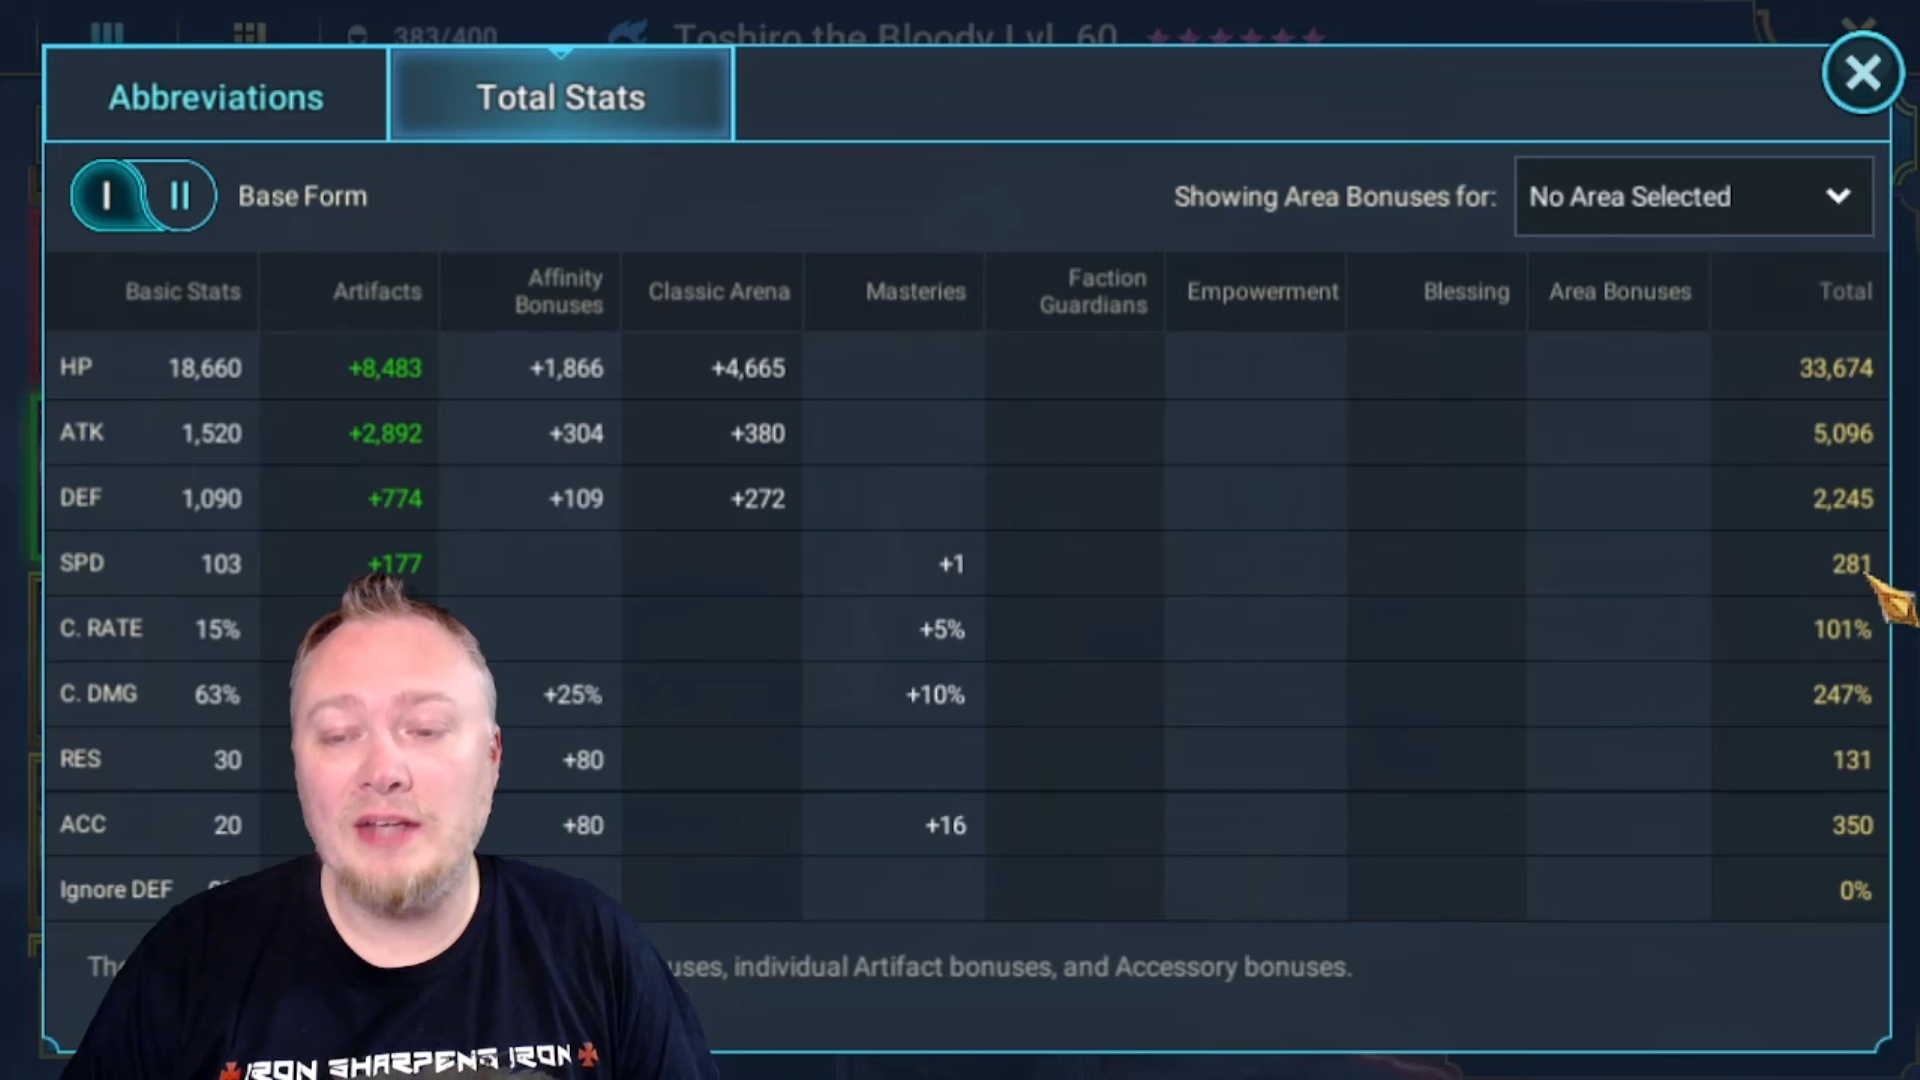 383/400 Toshiro the Bloody Lvl. 60
Abbreviations Total Stats
I II Base Form Showing Area Bonuses for: No Area Selected
Basic Stats Artifacts Affinity Bonuses Classic Arena Masteries Faction Guardians Empowerment Blessing Area Bonuses Total
HP 18,660 +8,483 +1,866 +4,665 33,674
ATK 1,520 +2,892 +304 +380 5,096
DEF 1,090 +774 +109 +272 2,245
SPD 103 +177 +1 281
C. RATE 15% +5% 101%
C. DMG 63% +25% +10% 247%
RES 30 +80 131
ACC 20 +80 +16 350
Ignore DEF 0%
individual Artifact bonuses, and Accessory bonuses.
IRON SHARPENS IRON